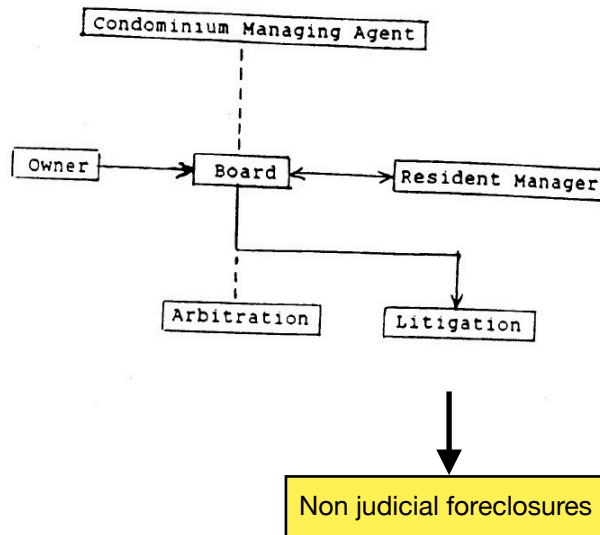 Condominium Managing Agent
Owner
Board
Resident Manager
Arbitration
Litigation
Non judicial foreclosures